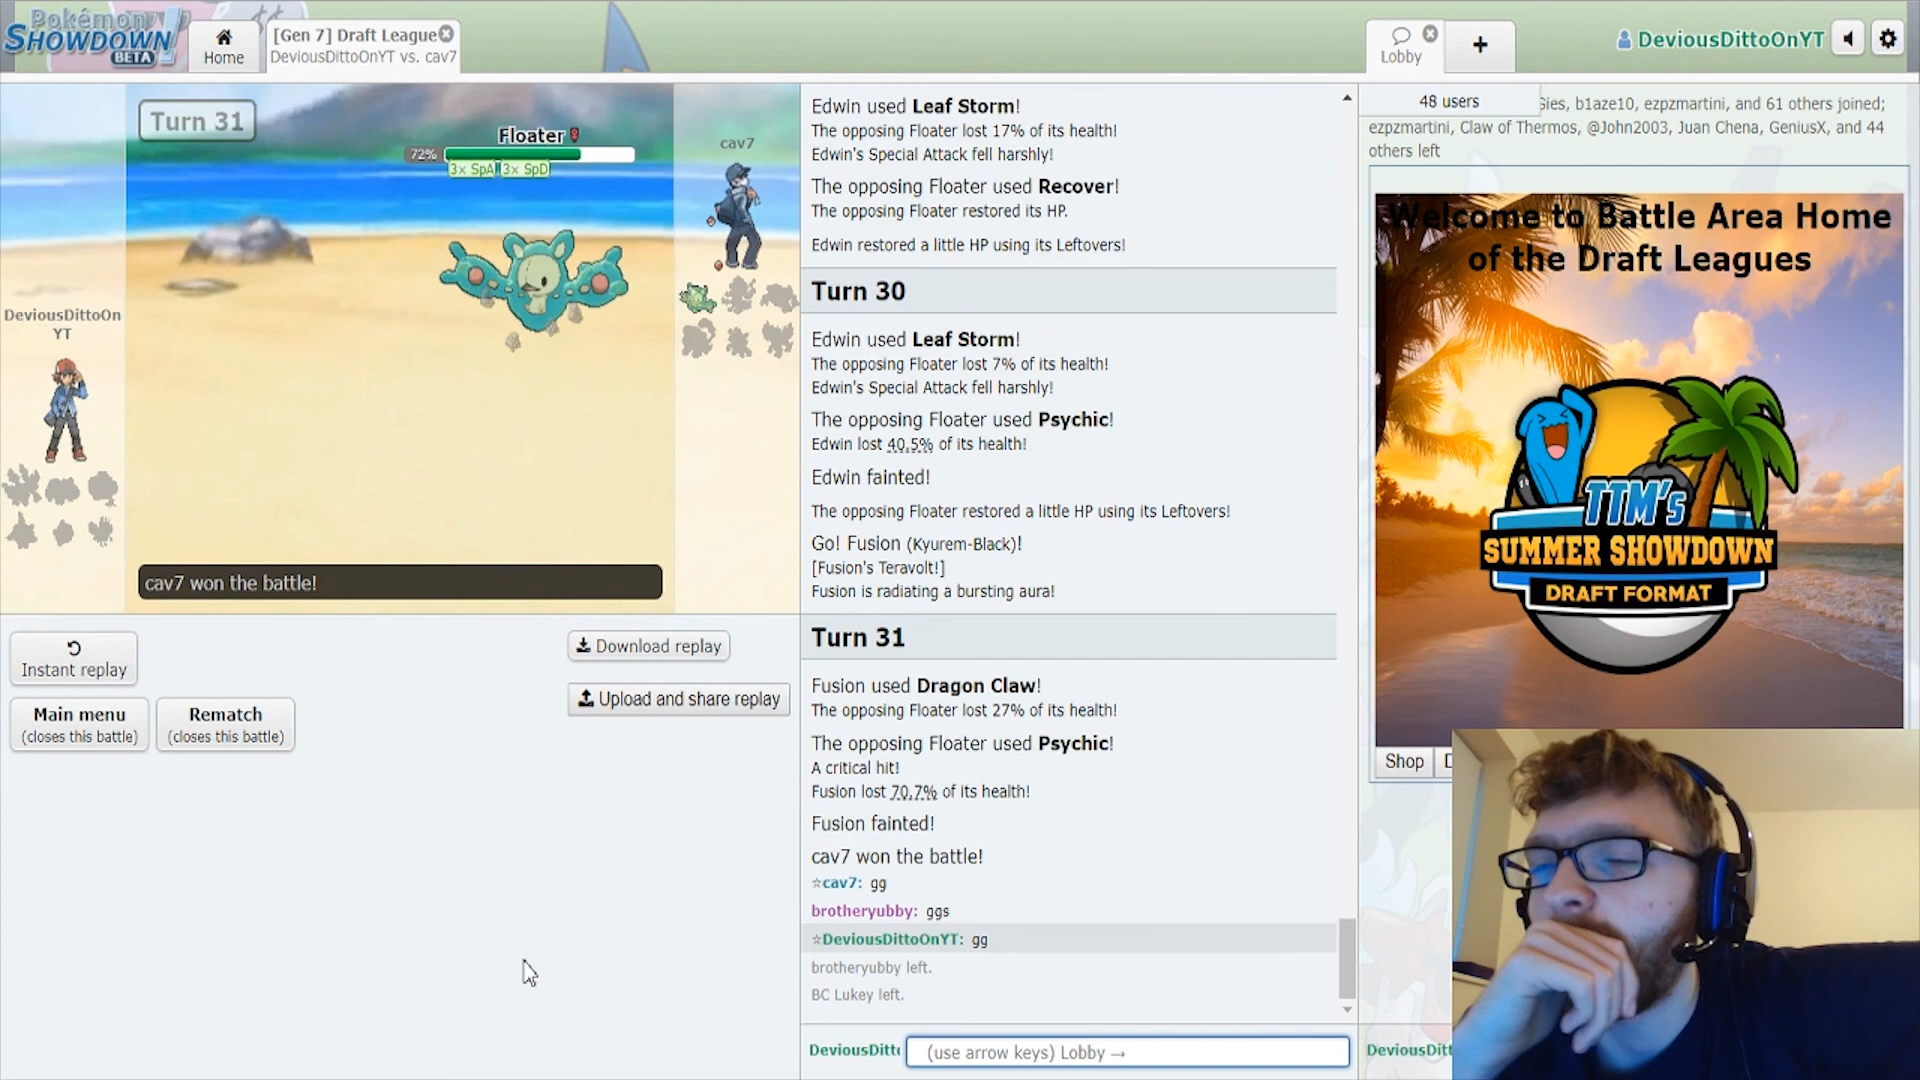 Pokémon
SHOWDOWN!
BETA
Home
[Gen 7] Draft League
DeviousDittoOnYT vs. cav7
Lobby
+
DeviousDittoOnYT
Turn 31
Floater
72%
3× SpA 3× SpD
cav7
DeviousDittoOn
YT
cav7 won the battle!
Instant replay
Download replay
Upload and share replay
Main menu
(closes this battle)
Rematch
(closes this battle)
Edwin used Leaf Storm!
The opposing Floater lost 17% of its health!
Edwin's Special Attack fell harshly!
The opposing Floater used Recover!
The opposing Floater restored its HP.
Edwin restored a little HP using its Leftovers!
Turn 30
Edwin used Leaf Storm!
The opposing Floater lost 7% of its health!
Edwin's Special Attack fell harshly!
The opposing Floater used Psychic!
Edwin lost 40.5% of its health!
Edwin fainted!
The opposing Floater restored a little HP using its Leftovers!
Go! Fusion (Kyurem-Black)!
[Fusion's Teravolt!]
Fusion is radiating a bursting aura!
Turn 31
Fusion used Dragon Claw!
The opposing Floater lost 27% of its health!
The opposing Floater used Psychic!
A critical hit!
Fusion lost 70.7% of its health!
Fusion fainted!
cav7 won the battle!
☆cav7: gg
brotheryubby: ggs
☆DeviousDittoOnYT: gg
brotheryubby left.
BC Lukey left.
DeviousDitt
(use arrow keys) Lobby →
48 users
b1aze10, ezpzmartini, and 61 others joined;
ezpzmartini, Claw of Thermos, @John2003, Juan Chena, GeniusX, and 44
others left
Welcome to Battle Area Home
of the Draft Leagues
TTM's
SUMMER SHOWDOWN
DRAFT FORMAT
Shop
DeviousDitt